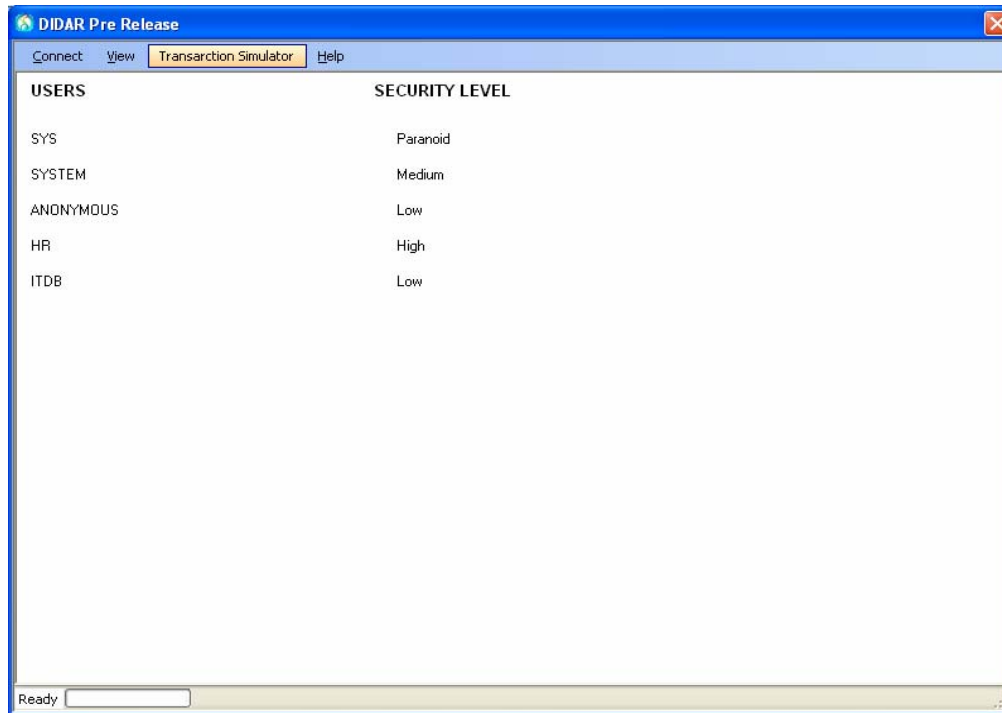 DIDAR Pre Release
Connect View Transarction Simulator Help
USERS SECURITY LEVEL
SYS Paranoid
SYSTEM Medium
ANONYMOUS Low
HR High
ITDB Low
Ready